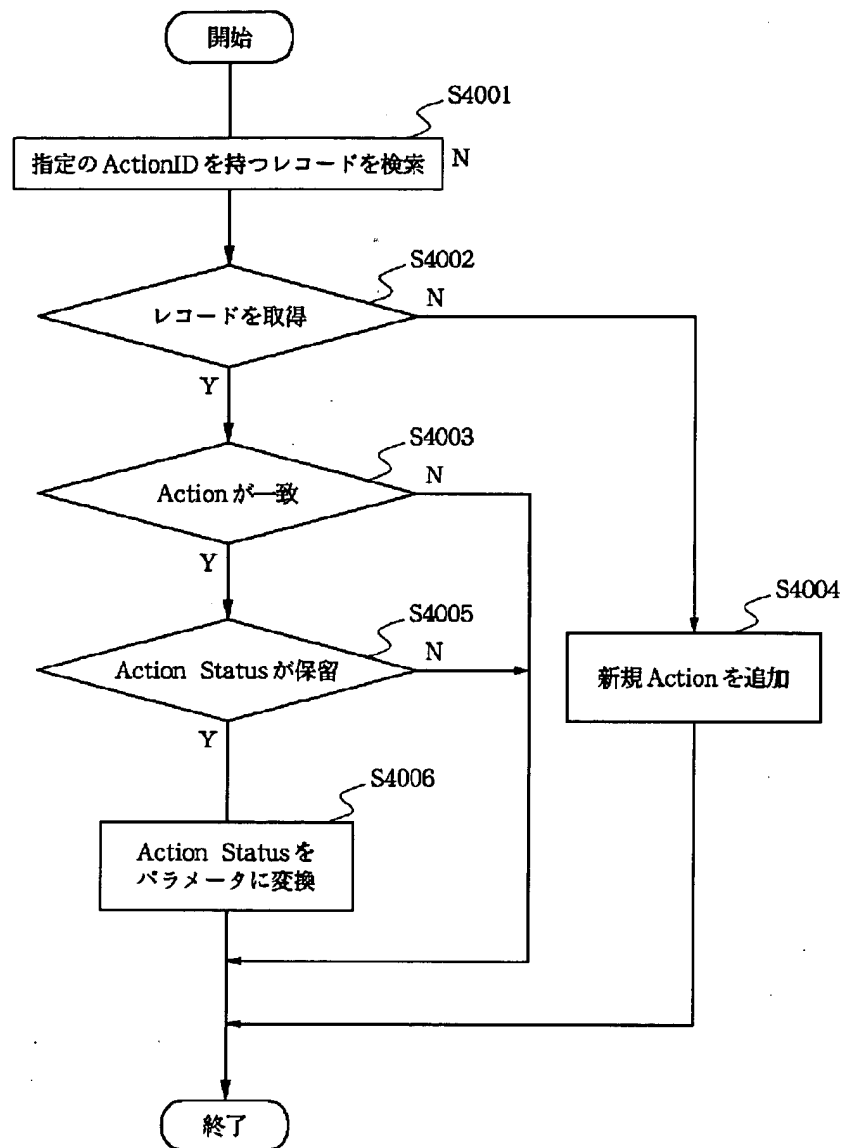 開始
S4001
指定のActionIDを持つレコードを検索
N
S4002
レコードを取得
N
Y
S4003
Actionが一致
N
Y
S4004
新規Actionを追加
S4005
Action Statusが保留
N
Y
S4006
Action Statusを
パラメータに変換
終了